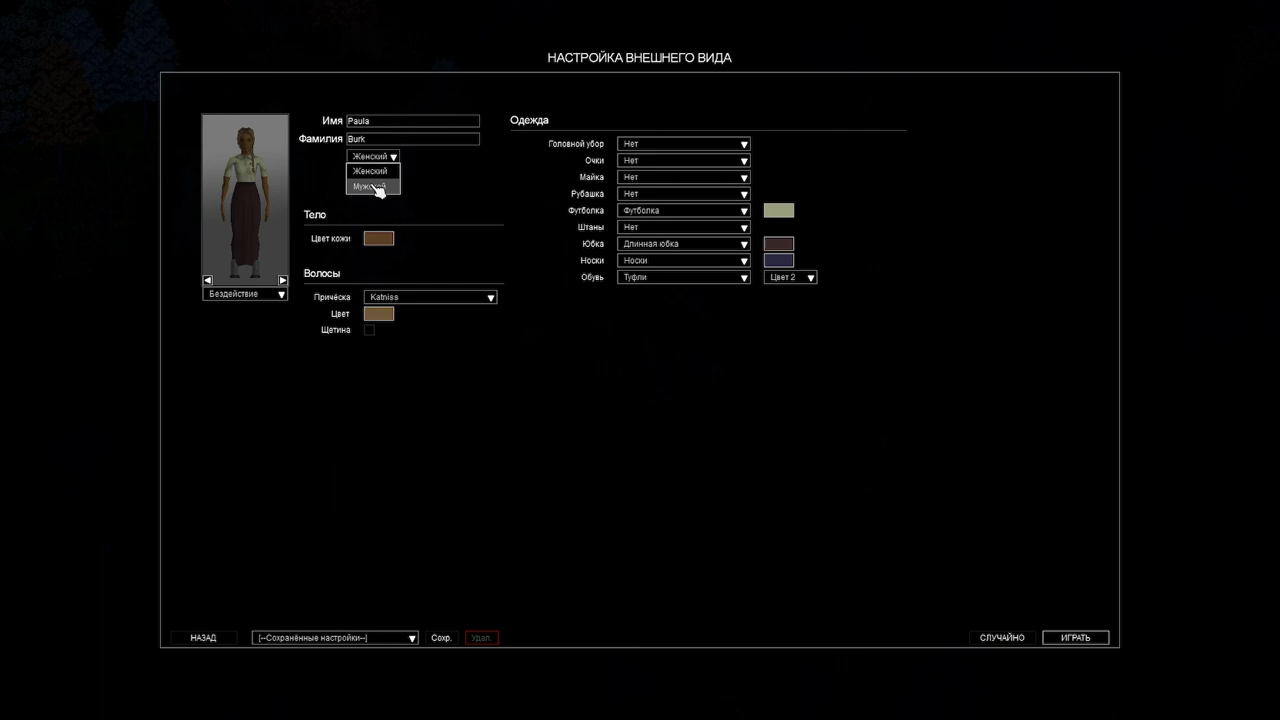 НАСТРОЙКА ВНЕШНЕГО ВИДА
Имя Paula
Фамилия Burk
Женский
Женский
Мужской
Тело
Цвет кожи
Волосы
Причёска Katniss
Цвет
Щетина
Бездействие
Одежда
Головной убор Нет
Очки Нет
Майка Нет
Рубашка Нет
Футболка Футболка
Штаны Нет
Юбка Длинная юбка
Носки Носки
Обувь Туфли Цвет 2
НАЗАД [--Сохранённые настройки--] Сохр. Удал. СЛУЧАЙНО ИГРАТЬ